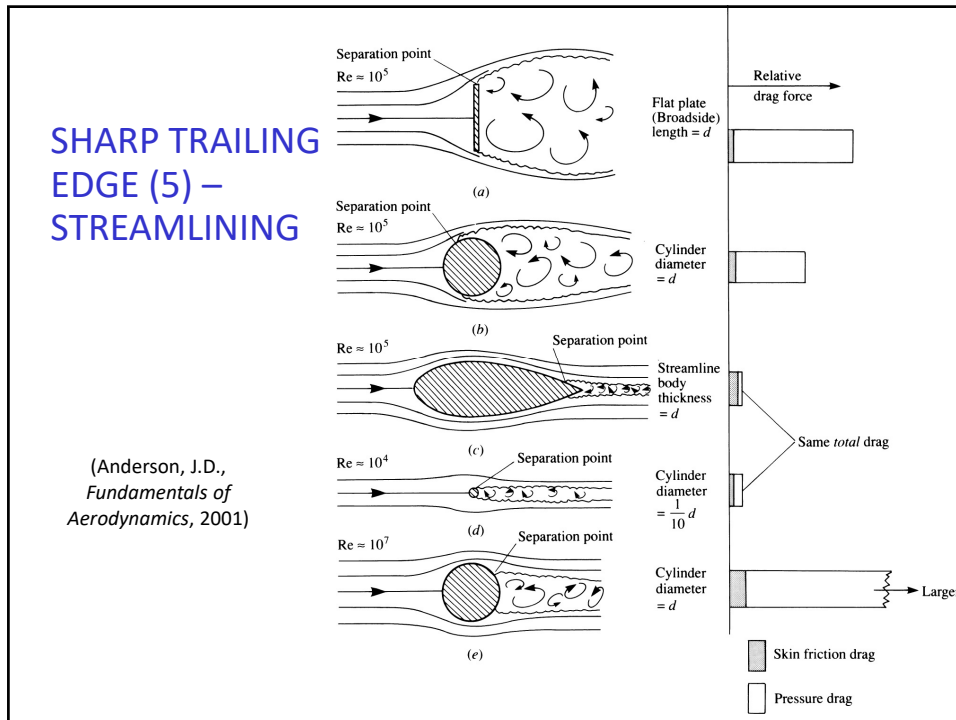 SHARP TRAILING
EDGE (5) –
STREAMLINING
(Anderson, J.D.,
Fundamentals of
Aerodynamics, 2001)
Separation point
Re ≈ 10⁵
(a)
Flat plate
(Broadside)
length = d
Relative
drag force
Separation point
Re ≈ 10⁵
(b)
Cylinder
diameter
= d
Re ≈ 10⁵
Separation point
(c)
Streamline
body
thickness
= d
Same total drag
Re ≈ 10⁴
Separation point
(d)
Cylinder
diameter
= 1/10 d
Re ≈ 10⁷
Separation point
(e)
Cylinder
diameter
= d
Larger
Skin friction drag
Pressure drag